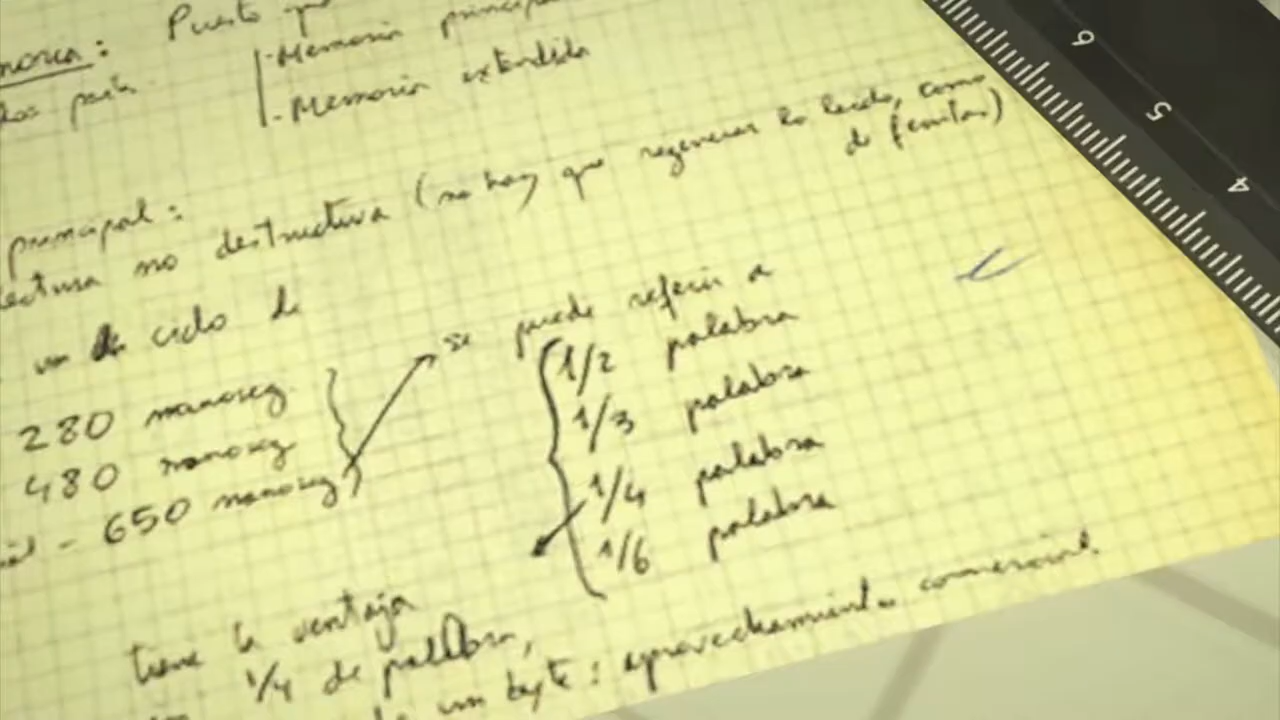 Puesto
· Memoria principal
· Memoria extendida
principal:
lectura no destructiva (no hay que regenerar lo leído, como
de ferritas)
un ciclo de
se puede referir a
280 nanoseg.
480 nanoseg
- 650 nanoseg
1/2 palabra
1/3 palabra
1/4 palabra
1/6 palabra
tiene la ventaja
1/4 de palabra,
un byte: aprovechamiento comercial.
6
5
4